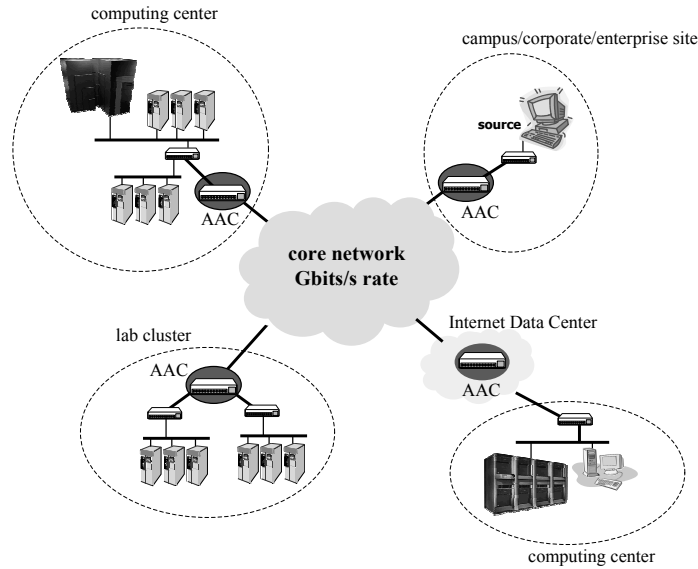 computing center
campus/corporate/enterprise site
source
AAC
AAC
core network
Gbits/s rate
lab cluster
Internet Data Center
AAC
AAC
computing center